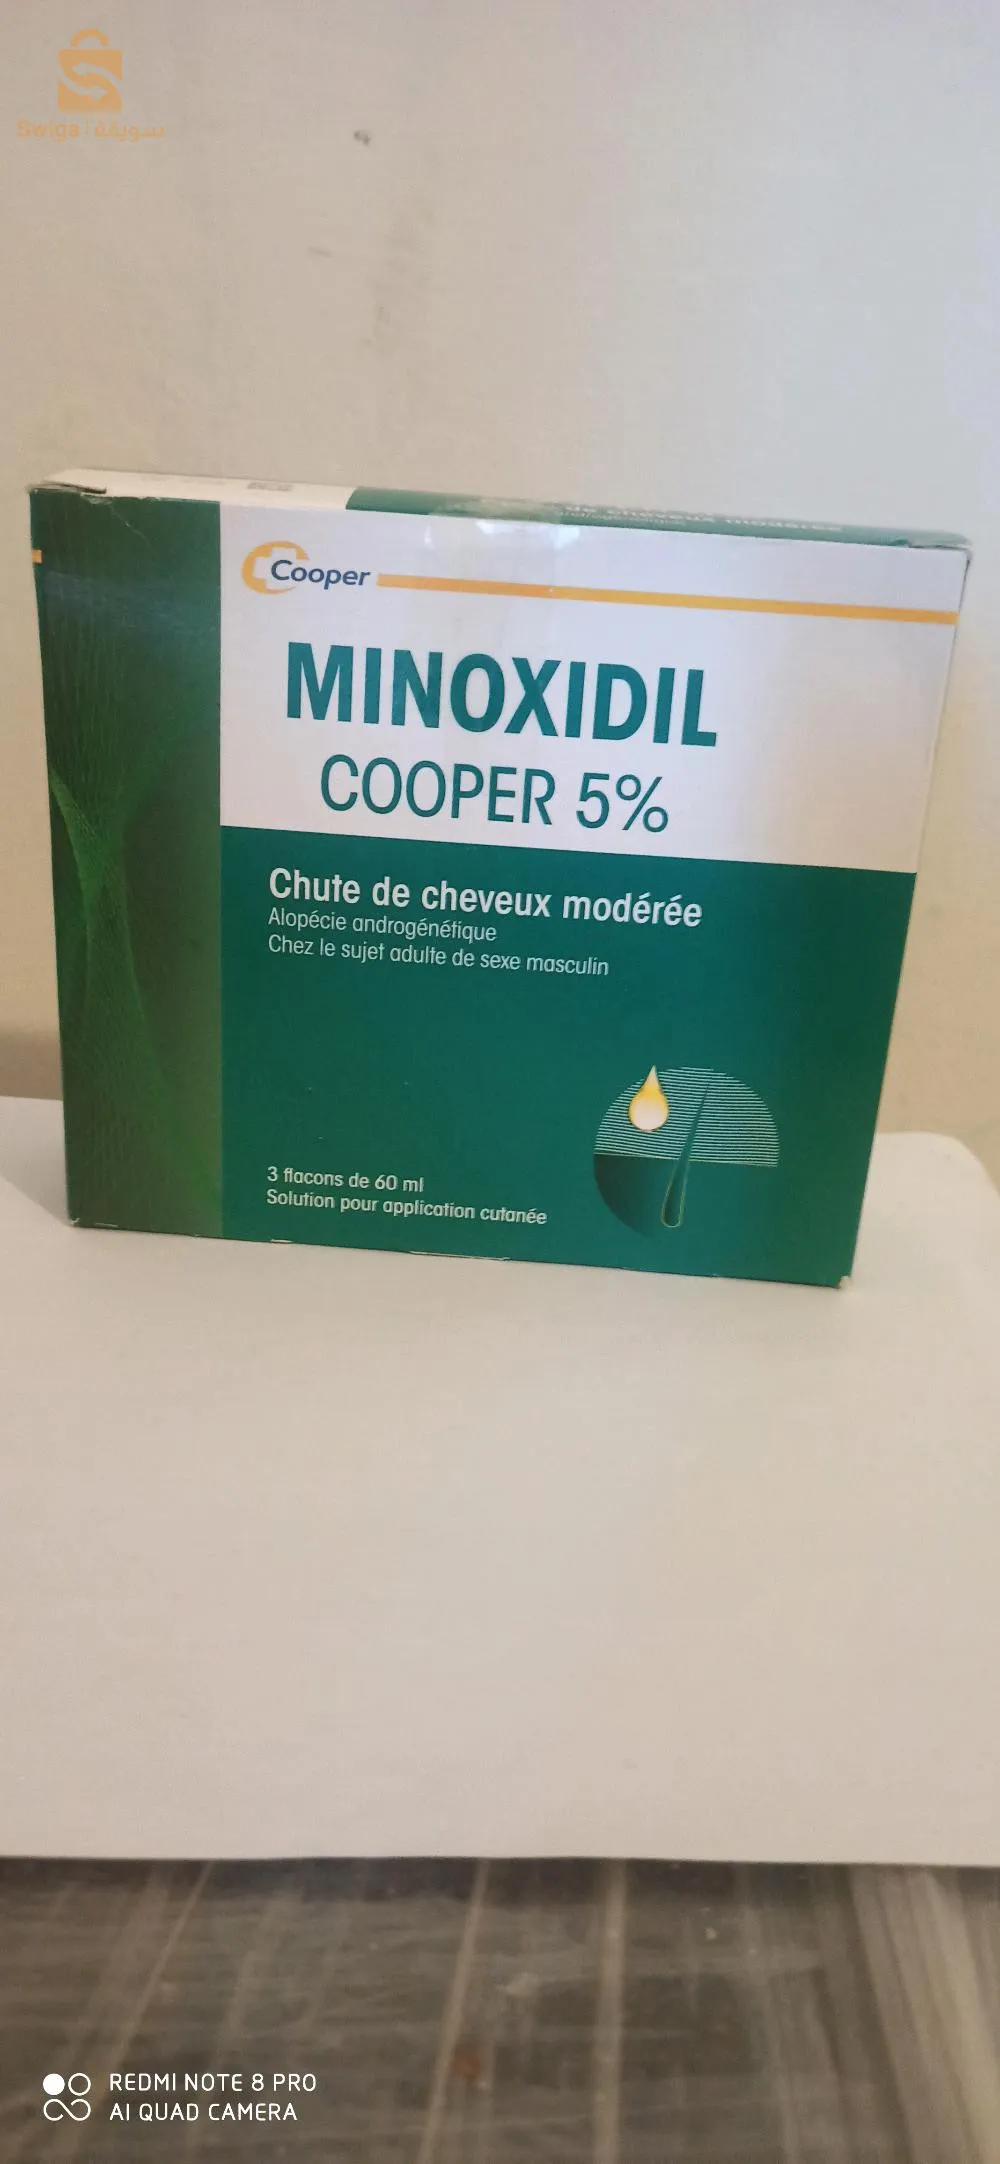 Swiga سويقة
Cooper
MINOXIDIL
COOPER 5%
Chute de cheveux modérée
Alopécie androgénétique
Chez le sujet adulte de sexe masculin
3 flacons de 60 ml
Solution pour application cutanée
REDMI NOTE 8 PRO
AI QUAD CAMERA